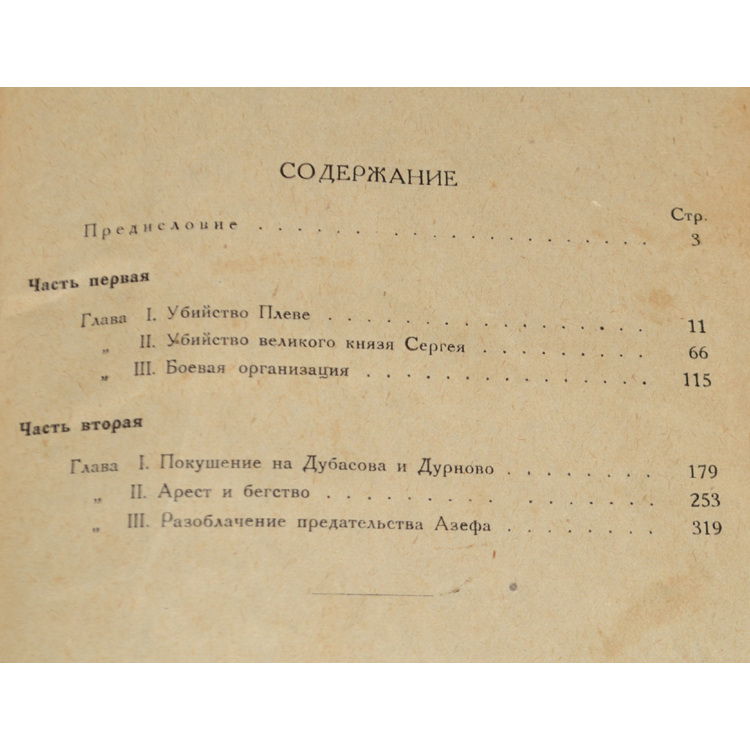 СОДЕРЖАНИЕ
Стр.
Предисловие . . . . . . . . . . . . . . . . . . 3
Часть первая
Глава I. Убийство Плеве . . . . . . . . . . . . . . . 11
„ II. Убийство великого князя Сергея . . . . . . . . 66
„ III. Боевая организация . . . . . . . . . . . . . 115
Часть вторая
Глава I. Покушение на Дубасова и Дурново . . . . . . . 179
„ II. Арест и бегство . . . . . . . . . . . . . . . 253
„ III. Разоблачение предательства Азефа . . . . . . . 319